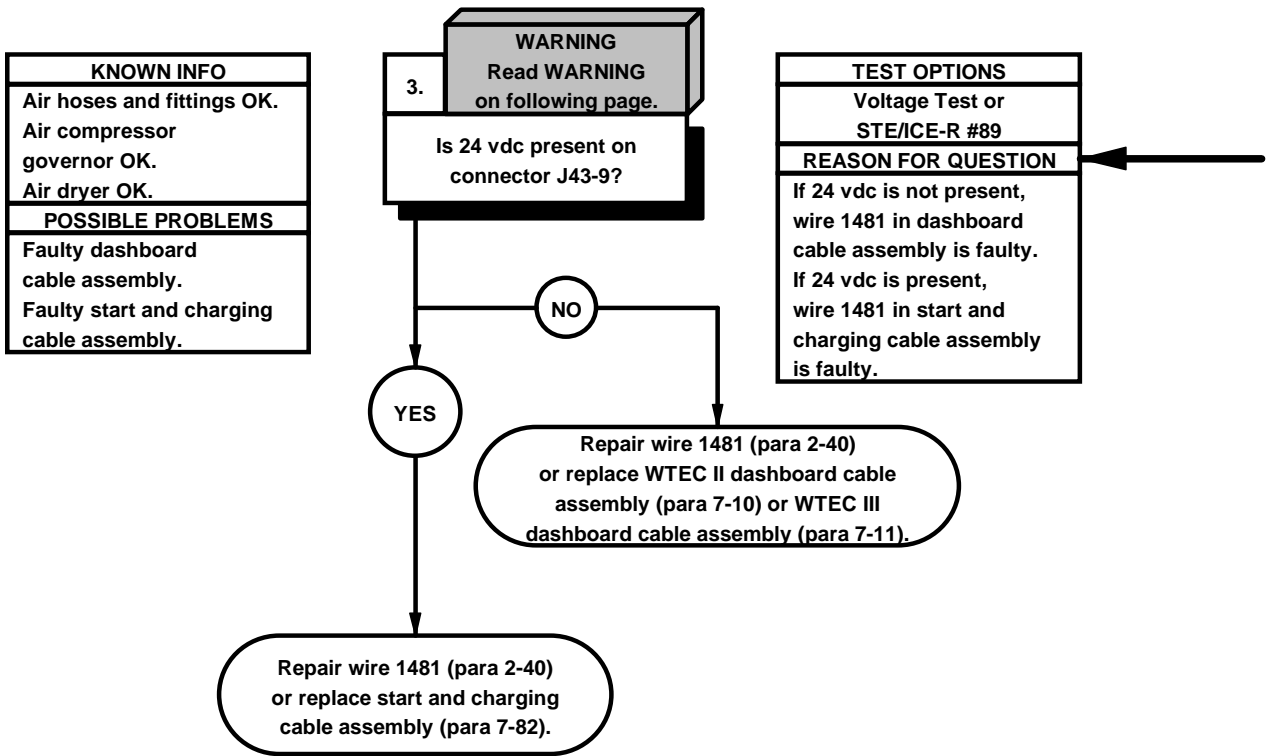 KNOWN INFO
Air hoses and fittings OK.
Air compressor
governor OK.
Air dryer OK.
POSSIBLE PROBLEMS
Faulty dashboard
cable assembly.
Faulty start and charging
cable assembly.
WARNING
Read WARNING
on following page.
3.
Is 24 vdc present on
connector J43-9?
TEST OPTIONS
Voltage Test or
STE/ICE-R #89
REASON FOR QUESTION
If 24 vdc is not present,
wire 1481 in dashboard
cable assembly is faulty.
If 24 vdc is present,
wire 1481 in start and
charging cable assembly
is faulty.
NO
YES
Repair wire 1481 (para 2-40)
or replace WTEC II dashboard cable
assembly (para 7-10) or WTEC III
dashboard cable assembly (para 7-11).
Repair wire 1481 (para 2-40)
or replace start and charging
cable assembly (para 7-82).